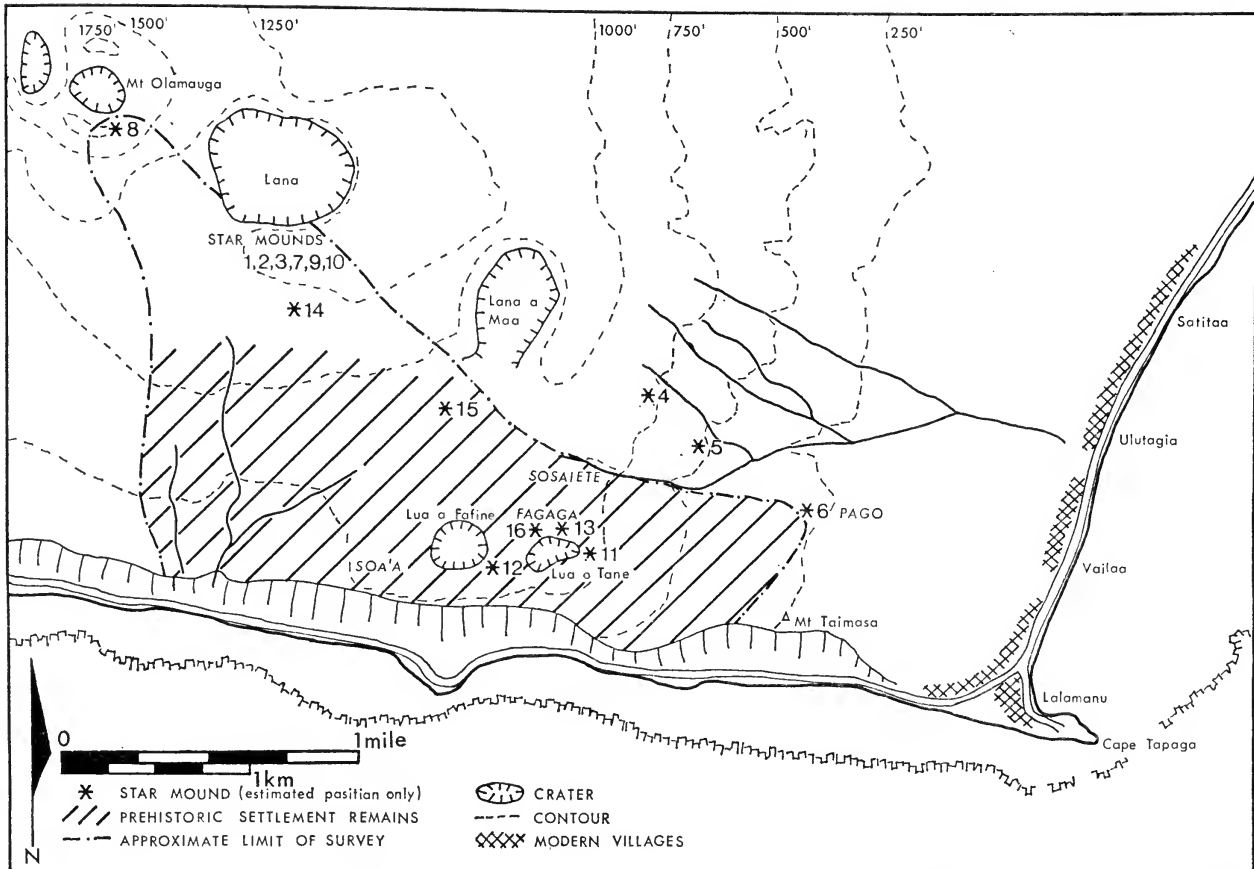 1750' 1500' 1250' 1000' 750' 500' 250'
Mt Olamauga
8
Lana
STAR MOUNDS
1,2,3,7,9,10
14
Lana a
Maa
Satitaa
4
15
5
Ulutagia
SOSAIETE
6 PAGO
Lua a Fafine
FAGAGA
16
13
11
12
ISOA'A
Lua o Tane
Vailaa
Mt Taimasa
Lalamanu
Cape Tapaga
0 1mile
1km
STAR MOUND (estimated pasitian only)
PREHISTORIC SETTLEMENT REMAINS
APPROXIMATE LIMIT OF SURVEY
CRATER
CONTOUR
MODERN VILLAGES
N